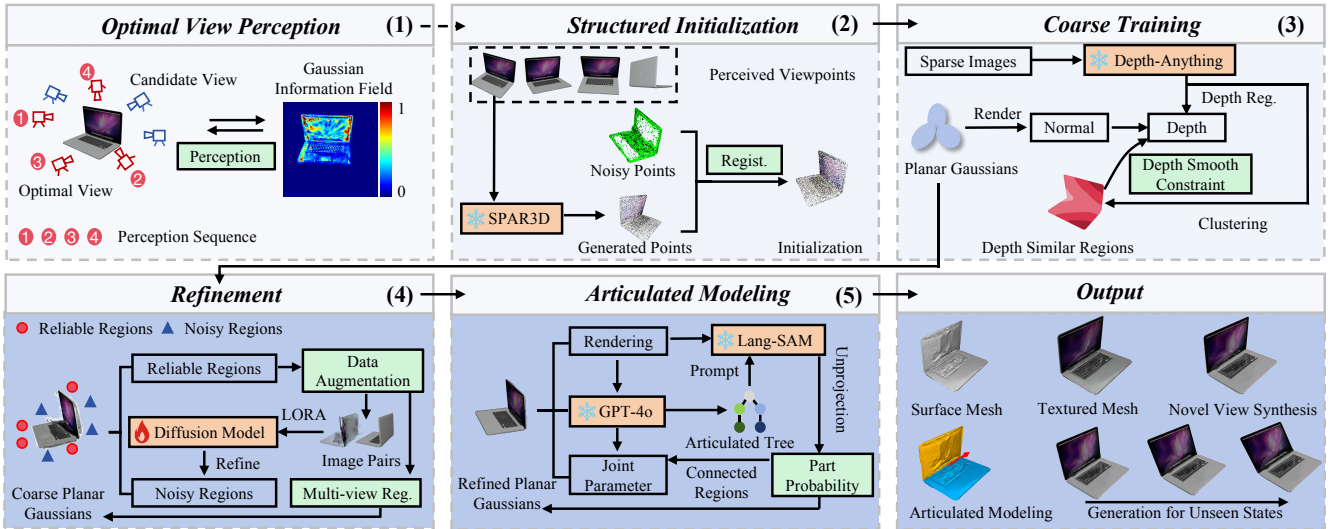 Optimal View Perception (1)
Candidate View
Gaussian
Information Field
1
0
4
1
3
2
Perception
Optimal View
1 2 3 4 Perception Sequence
Structured Initialization (2)
Perceived Viewpoints
Noisy Points
Regist.
SPAR3D
Generated Points
Initialization
Coarse Training (3)
Sparse Images
Depth-Anything
Depth Reg.
Render
Normal
Depth
Planar Gaussians
Depth Smooth
Constraint
Clustering
Depth Similar Regions
Refinement (4)
Reliable Regions
Noisy Regions
Reliable Regions
Data
Augmentation
LORA
Diffusion Model
Refine
Image Pairs
Noisy Regions
Multi-view Reg.
Coarse Planar
Gaussians
Articulated Modeling (5)
Rendering
Lang-SAM
Prompt
Unprojection
GPT-4o
Articulated Tree
Joint
Parameter
Connected
Regions
Part
Probability
Refined Planar
Gaussians
Output
Surface Mesh
Textured Mesh
Novel View Synthesis
Articulated Modeling
Generation for Unseen States